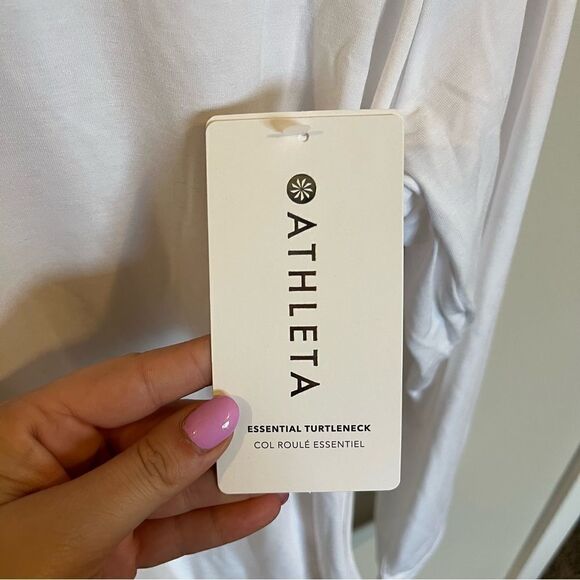 ATHLETA
ESSENTIAL TURTLENECK
COL ROULÉ ESSENTIEL